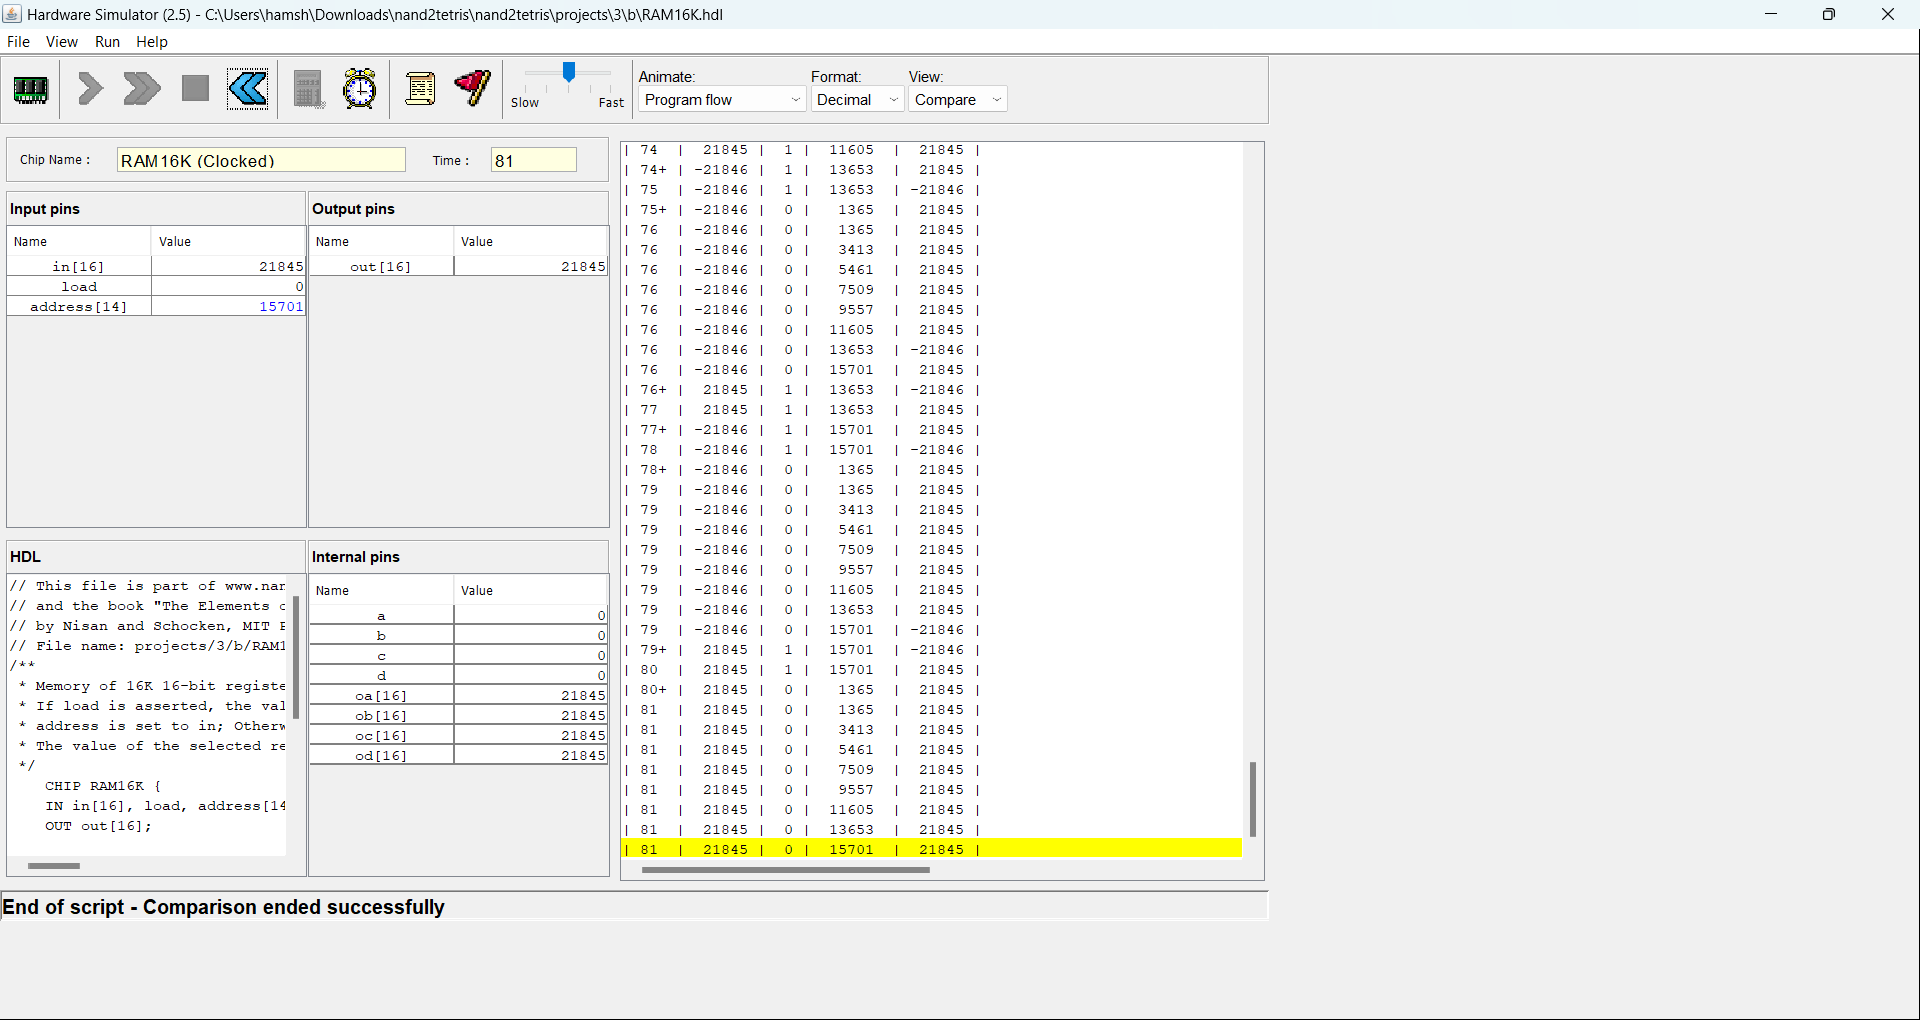 Hardware Simulator (2.5) - C:\Users\hamsh\Downloads\nand2tetris\nand2tetris\projects\3\b\RAM16K.hdl
File View Run Help
Slow Fast
Animate: Format: View:
Program flow Decimal Compare
Chip Name : RAM16K (Clocked) Time : 81
Input pins
Name Value
in[16] 21845
load 0
address[14] 15701
Output pins
Name Value
out[16] 21845
HDL
// This file is part of www.nan
// and the book "The Elements o
// by Nisan and Schocken, MIT P
// File name: projects/3/b/RAM1
/**
* Memory of 16K 16-bit registe
* If load is asserted, the val
* address is set to in; Otherw
* The value of the selected re
*/
CHIP RAM16K {
IN in[16], load, address[14
OUT out[16];
Internal pins
Name Value
a 0
b 0
c 0
d 0
oa[16] 21845
ob[16] 21845
oc[16] 21845
od[16] 21845
| 74 | 21845 | 1 | 11605 | 21845 |
| 74+ | -21846 | 1 | 13653 | 21845 |
| 75 | -21846 | 1 | 13653 | -21846 |
| 75+ | -21846 | 0 | 1365 | 21845 |
| 76 | -21846 | 0 | 1365 | 21845 |
| 76 | -21846 | 0 | 3413 | 21845 |
| 76 | -21846 | 0 | 5461 | 21845 |
| 76 | -21846 | 0 | 7509 | 21845 |
| 76 | -21846 | 0 | 9557 | 21845 |
| 76 | -21846 | 0 | 11605 | 21845 |
| 76 | -21846 | 0 | 13653 | -21846 |
| 76 | -21846 | 0 | 15701 | 21845 |
| 76+ | 21845 | 1 | 13653 | -21846 |
| 77 | 21845 | 1 | 13653 | 21845 |
| 77+ | -21846 | 1 | 15701 | 21845 |
| 78 | -21846 | 1 | 15701 | -21846 |
| 78+ | -21846 | 0 | 1365 | 21845 |
| 79 | -21846 | 0 | 1365 | 21845 |
| 79 | -21846 | 0 | 3413 | 21845 |
| 79 | -21846 | 0 | 5461 | 21845 |
| 79 | -21846 | 0 | 7509 | 21845 |
| 79 | -21846 | 0 | 9557 | 21845 |
| 79 | -21846 | 0 | 11605 | 21845 |
| 79 | -21846 | 0 | 13653 | 21845 |
| 79 | -21846 | 0 | 15701 | -21846 |
| 79+ | 21845 | 1 | 15701 | -21846 |
| 80 | 21845 | 1 | 15701 | 21845 |
| 80+ | 21845 | 0 | 1365 | 21845 |
| 81 | 21845 | 0 | 1365 | 21845 |
| 81 | 21845 | 0 | 3413 | 21845 |
| 81 | 21845 | 0 | 5461 | 21845 |
| 81 | 21845 | 0 | 7509 | 21845 |
| 81 | 21845 | 0 | 9557 | 21845 |
| 81 | 21845 | 0 | 11605 | 21845 |
| 81 | 21845 | 0 | 13653 | 21845 |
| 81 | 21845 | 0 | 15701 | 21845 |
End of script - Comparison ended successfully